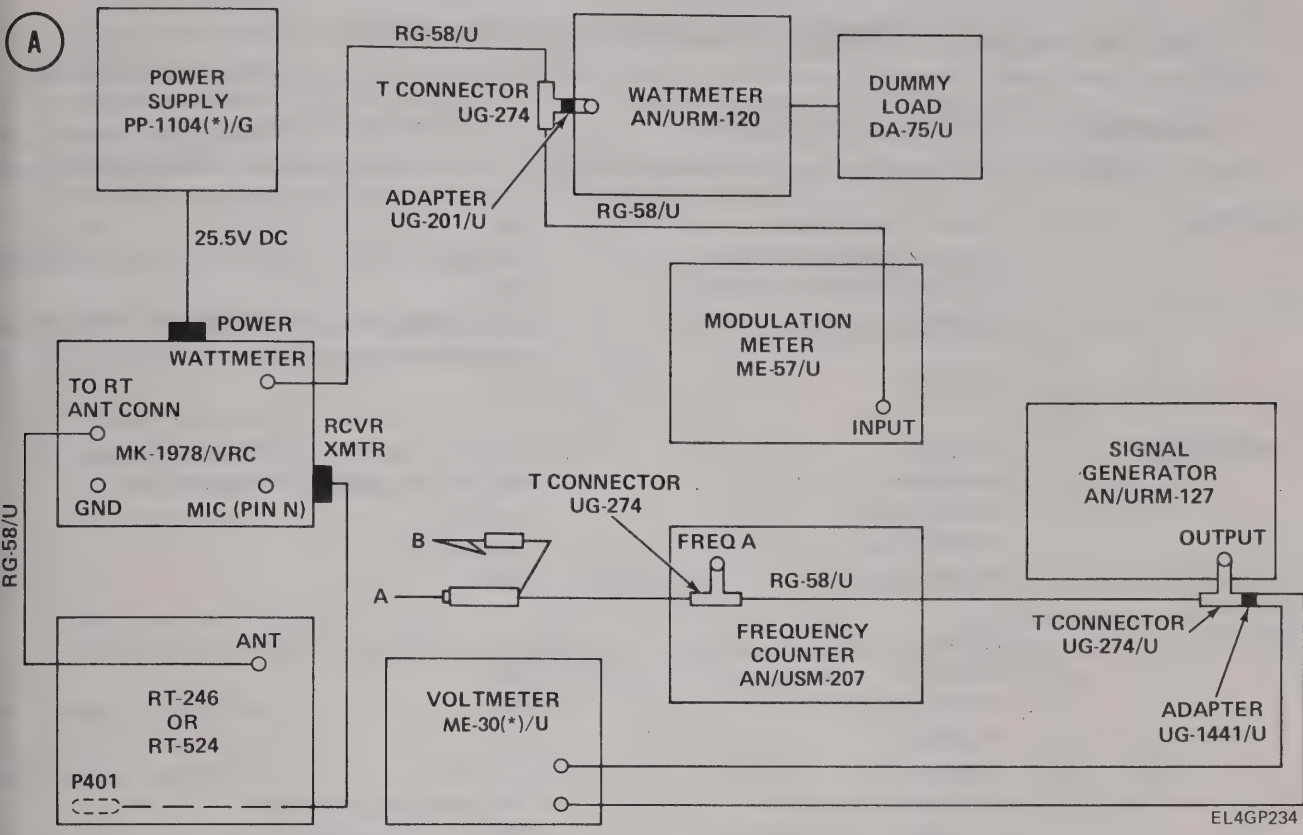 A
POWER
SUPPLY
PP-1104(*)/G
RG-58/U
T CONNECTOR
UG-274
WATTMETER
AN/URM-120
DUMMY
LOAD
DA-75/U
ADAPTER
UG-201/U
RG-58/U
25.5V DC
POWER
WATTMETER
TO RT
ANT CONN
MK-1978/VRC
GND
MIC (PIN N)
RCVR
XMTR
MODULATION
METER
ME-57/U
INPUT
SIGNAL
GENERATOR
AN/URM-127
OUTPUT
T CONNECTOR
UG-274
B
A
FREQ A
RG-58/U
FREQUENCY
COUNTER
AN/USM-207
T CONNECTOR
UG-274/U
ADAPTER
UG-1441/U
RG-58/U
ANT
RT-246
OR
RT-524
P401
VOLTMETER
ME-30(*)/U
EL4GP234